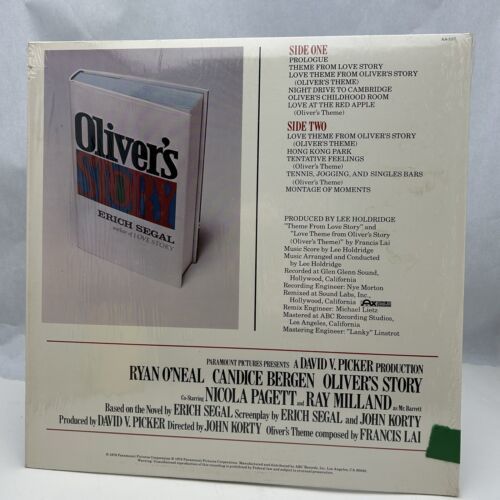 SIDE ONE
PROLOGUE
THEME FROM LOVE STORY
LOVE THEME FROM OLIVER'S STORY
(OLIVER'S THEME)
NIGHT DRIVE TO CAMBRIDGE
OLIVER'S CHILDHOOD ROOM
LOVE AT THE RED APPLE
(Oliver's Theme)
SIDE TWO
LOVE THEME FROM OLIVER'S STORY
(OLIVER'S THEME)
HONG KONG PARK
TENTATIVE FEELINGS
(Oliver's Theme)
TENNIS, JOGGING, AND SINGLES BARS
(Oliver's Theme)
MONTAGE OF MOMENTS
Oliver's
STORY
ERICH SEGAL
author of LOVE STORY
PRODUCED BY LEE HOLDRIDGE
"Theme From Love Story" and
"Love Theme from Oliver's Story
(Oliver's Theme)" by Francis Lai
Music Score by Lee Holdridge
Music Arranged and Conducted
by Lee Holdridge
Recorded at Glen Glenn Sound,
Hollywood, California
Recording Engineer: Nye Morton
Remixed at Sound Labs, Inc.,
Hollywood, California
Remix Engineer: Michael Lietz
Mastered at ABC Recording Studios,
Los Angeles, California
Mastering Engineer: "Lanky" Linstrot
PARAMOUNT PICTURES PRESENTS A DAVID V. PICKER PRODUCTION
RYAN O'NEAL CANDICE BERGEN OLIVER'S STORY
Co-Starring NICOLA PAGETT and RAY MILLAND as Mr. Barrett
Based on the Novel by ERICH SEGAL Screenplay by ERICH SEGAL and JOHN KORTY
Produced by DAVID V. PICKER Directed by JOHN KORTY Oliver's Theme composed by FRANCIS LAI